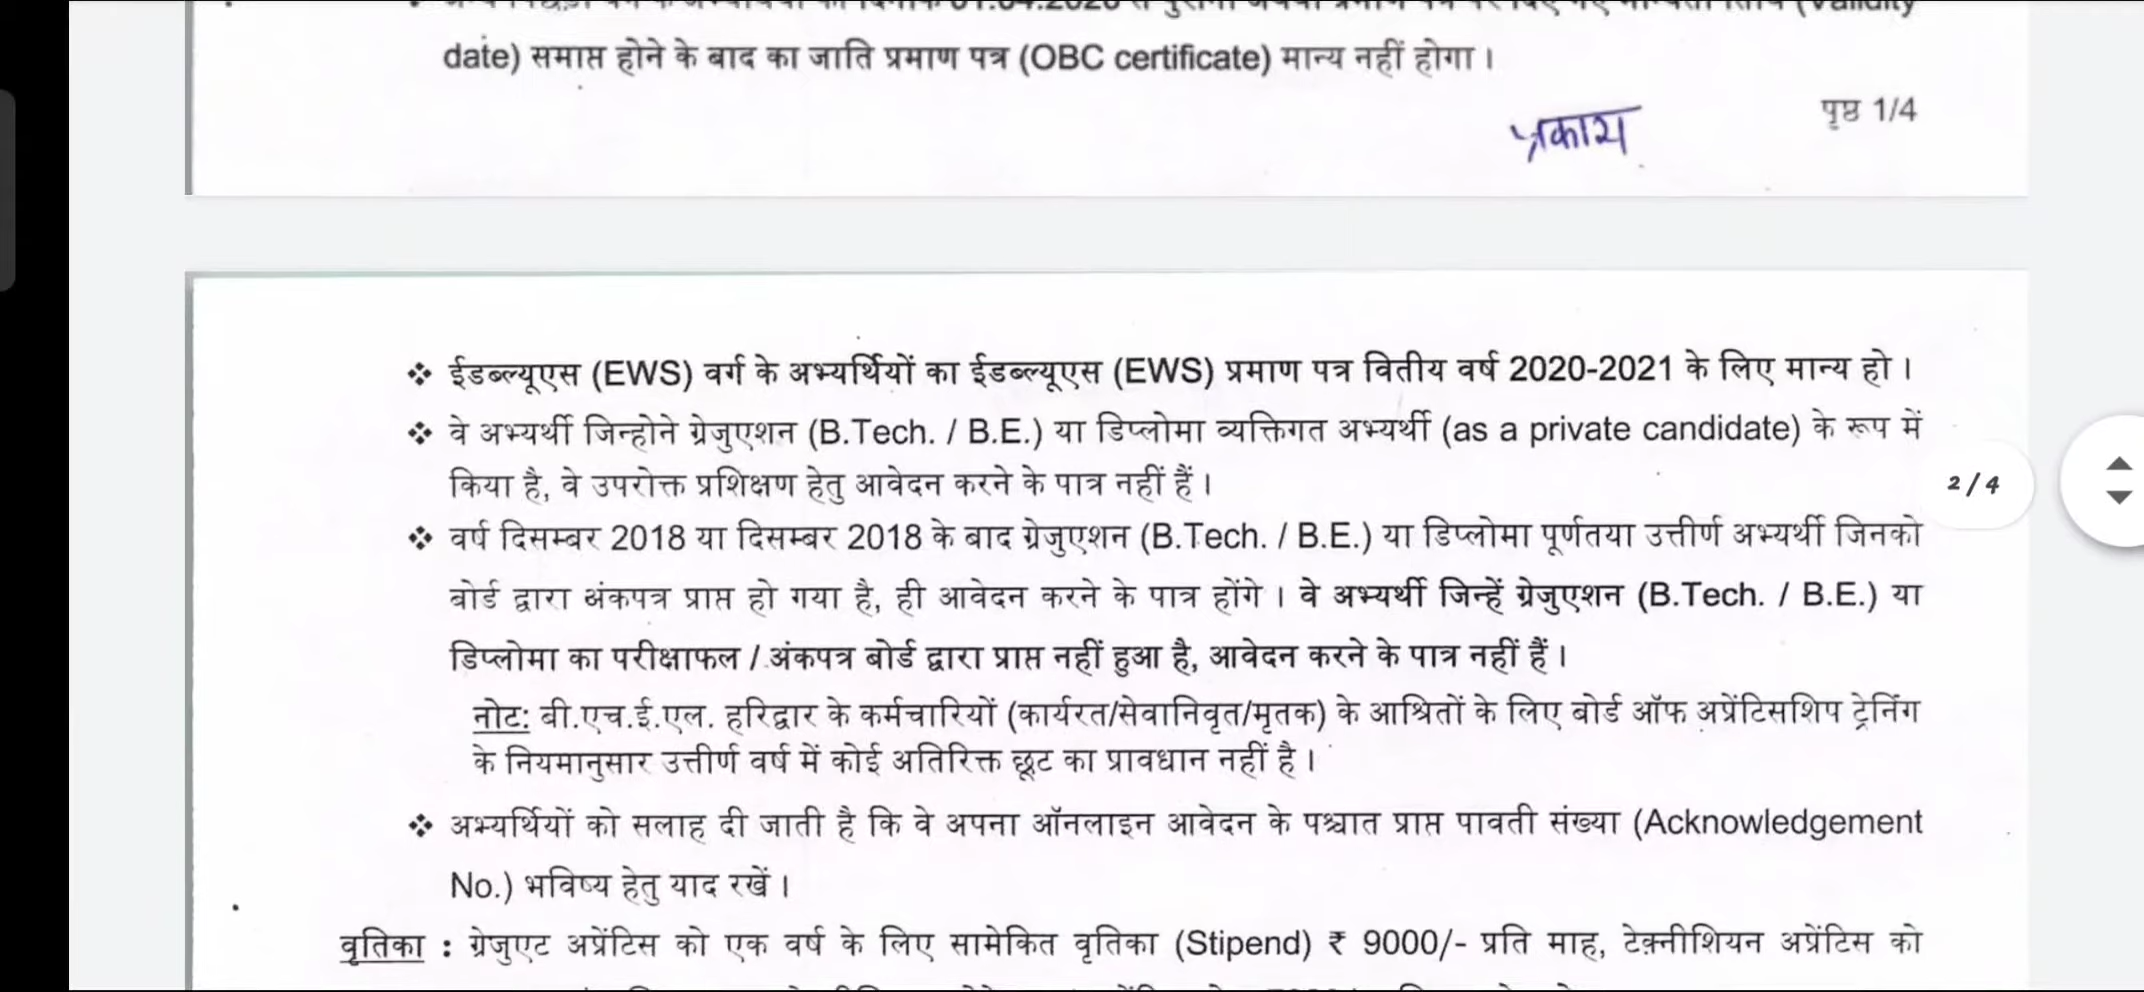 date) समाप्त होने के बाद का जाति प्रमाण पत्र (OBC certificate) मान्य नहीं होगा ।
पृष्ठ 1/4
प्रकाश
❖ ईडब्ल्यूएस (EWS) वर्ग के अभ्यर्थियों का ईडब्ल्यूएस (EWS) प्रमाण पत्र वितीय वर्ष 2020-2021 के लिए मान्य हो ।
❖ वे अभ्यर्थी जिन्होने ग्रेजुएशन (B.Tech. / B.E.) या डिप्लोमा व्यक्तिगत अभ्यर्थी (as a private candidate) के रूप में
किया है, वे उपरोक्त प्रशिक्षण हेतु आवेदन करने के पात्र नहीं हैं ।
2 / 4
❖ वर्ष दिसम्बर 2018 या दिसम्बर 2018 के बाद ग्रेजुएशन (B.Tech. / B.E.) या डिप्लोमा पूर्णतया उत्तीर्ण अभ्यर्थी जिनको
बोर्ड द्वारा अंकपत्र प्राप्त हो गया है, ही आवेदन करने के पात्र होंगे । वे अभ्यर्थी जिन्हें ग्रेजुएशन (B.Tech. / B.E.) या
डिप्लोमा का परीक्षाफल / अंकपत्र बोर्ड द्वारा प्राप्त नहीं हुआ है, आवेदन करने के पात्र नहीं हैं ।
नोट: बी.एच.ई.एल. हरिद्वार के कर्मचारियों (कार्यरत/सेवानिवृत/मृतक) के आश्रितों के लिए बोर्ड ऑफ अप्रेंटिसशिप ट्रेनिंग
के नियमानुसार उत्तीर्ण वर्ष में कोई अतिरिक्त छूट का प्रावधान नहीं है ।
❖ अभ्यर्थियों को सलाह दी जाती है कि वे अपना ऑनलाइन आवेदन के पश्चात प्राप्त पावती संख्या (Acknowledgement
No.) भविष्य हेतु याद रखें ।
वृतिका : ग्रेजुएट अप्रेंटिस को एक वर्ष के लिए सामेकित वृतिका (Stipend) ₹ 9000/- प्रति माह, टेक़्नीशियन अप्रेंटिस को